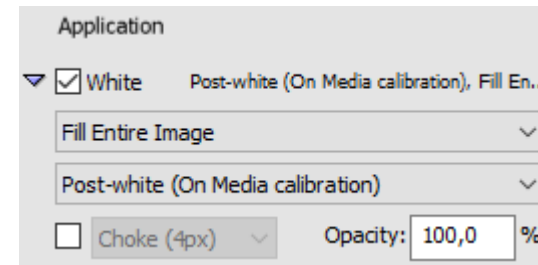 Application
White Post-white (On Media calibration), Fill En..
Fill Entire Image
Post-white (On Media calibration)
Choke (4px) Opacity: 100,0 %